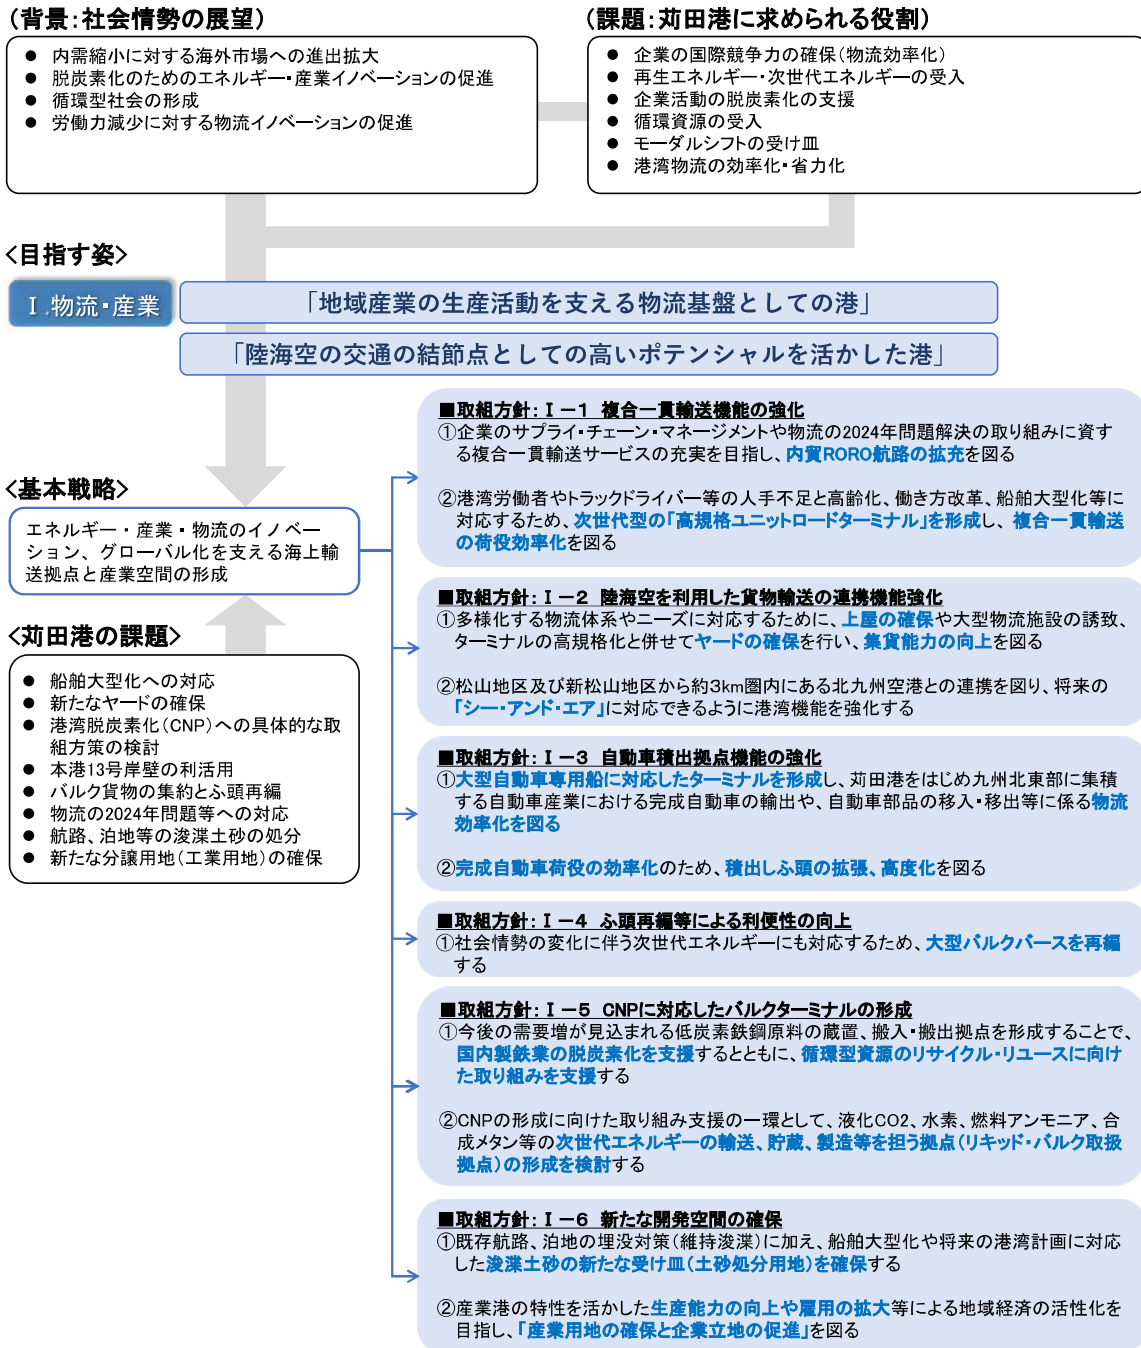 (背景:社会情勢の展望)
● 内需縮小に対する海外市場への進出拡大
● 脱炭素化のためのエネルギー・産業イノベーションの促進
● 循環型社会の形成
● 労働力減少に対する物流イノベーションの促進
(課題:苅田港に求められる役割)
● 企業の国際競争力の確保(物流効率化)
● 再生エネルギー・次世代エネルギーの受入
● 企業活動の脱炭素化の支援
● 循環資源の受入
● モーダルシフトの受け皿
● 港湾物流の効率化・省力化
<目指す姿>
Ⅰ.物流・産業
「地域産業の生産活動を支える物流基盤としての港」
「陸海空の交通の結節点としての高いポテンシャルを活かした港」
<基本戦略>
エネルギー・産業・物流のイノベー
ション、グローバル化を支える海上輸
送拠点と産業空間の形成
<苅田港の課題>
● 船舶大型化への対応
● 新たなヤードの確保
● 港湾脱炭素化(CNP)への具体的な取
組方策の検討
● 本港13号岸壁の利活用
● バルク貨物の集約とふ頭再編
● 物流の2024年問題等への対応
● 航路、泊地等の浚渫土砂の処分
● 新たな分譲用地(工業用地)の確保
■取組方針:Ⅰ-1 複合一貫輸送機能の強化
①企業のサプライ・チェーン・マネージメントや物流の2024年問題解決の取り組みに資す
る複合一貫輸送サービスの充実を目指し、内貿RORO航路の拡充を図る
②港湾労働者やトラックドライバー等の人手不足と高齢化、働き方改革、船舶大型化等に
対応するため、次世代型の「高規格ユニットロードターミナル」を形成し、複合一貫輸送
の荷役効率化を図る
■取組方針:Ⅰ-2 陸海空を利用した貨物輸送の連携機能強化
①多様化する物流体系やニーズに対応するために、上屋の確保や大型物流施設の誘致、
ターミナルの高規格化と併せてヤードの確保を行い、集貨能力の向上を図る
②松山地区及び新松山地区から約3km圏内にある北九州空港との連携を図り、将来の
「シー・アンド・エア」に対応できるように港湾機能を強化する
■取組方針:Ⅰ-3 自動車積出拠点機能の強化
①大型自動車専用船に対応したターミナルを形成し、苅田港をはじめ九州北東部に集積
する自動車産業における完成自動車の輸出や、自動車部品の移入・移出等に係る物流
効率化を図る
②完成自動車荷役の効率化のため、積出しふ頭の拡張、高度化を図る
■取組方針:Ⅰ-4 ふ頭再編等による利便性の向上
①社会情勢の変化に伴う次世代エネルギーにも対応するため、大型バルクバースを再編
する
■取組方針:Ⅰ-5 CNPに対応したバルクターミナルの形成
①今後の需要増が見込まれる低炭素鉄鋼原料の蔵置、搬入・搬出拠点を形成することで、
国内製鉄業の脱炭素化を支援するとともに、循環型資源のリサイクル・リユースに向け
た取り組みを支援する
②CNPの形成に向けた取り組み支援の一環として、液化CO2、水素、燃料アンモニア、合
成メタン等の次世代エネルギーの輸送、貯蔵、製造等を担う拠点(リキッド・バルク取扱
拠点)の形成を検討する
■取組方針:Ⅰ-6 新たな開発空間の確保
①既存航路、泊地の埋没対策(維持浚渫)に加え、船舶大型化や将来の港湾計画に対応
した浚渫土砂の新たな受け皿(土砂処分用地)を確保する
②産業港の特性を活かした生産能力の向上や雇用の拡大等による地域経済の活性化を
目指し、「産業用地の確保と企業立地の促進」を図る